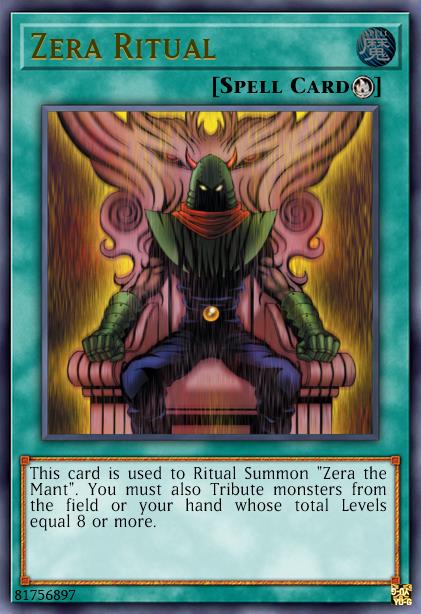 Zera Ritual
[Spell Card]
This card is used to Ritual Summon "Zera the
Mant". You must also Tribute monsters from
the field or your hand whose total Levels
equal 8 or more.
81756897